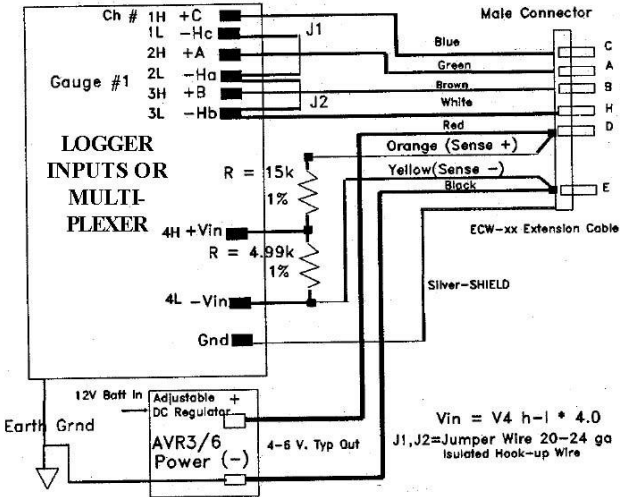 Ch # 1H +C
1L -Hc J1
2H +A
Gauge #1 2L -Ha
3H +B J2
3L -Hb
Male Connector
Blue C
Green A
Brown B
White H
Red D
Orange (Sense +)
Yellow(Sense -)
Black E
ECW-xx Extension Cable
LOGGER
INPUTS OR
MULTI-
PLEXER
R = 15k
1%
4H +Vin
R = 4.99k
1%
4L -Vin
Silver-SHIELD
Gnd
12V Batt In
Adjustable +
DC Regulator
Earth Grnd
AVR3/6
Power (-)
4-6 V. Typ Out
Vin = V4 h-l * 4.0
J1,J2=Jumper Wire 20-24 ga
Isulated Hook-up Wire